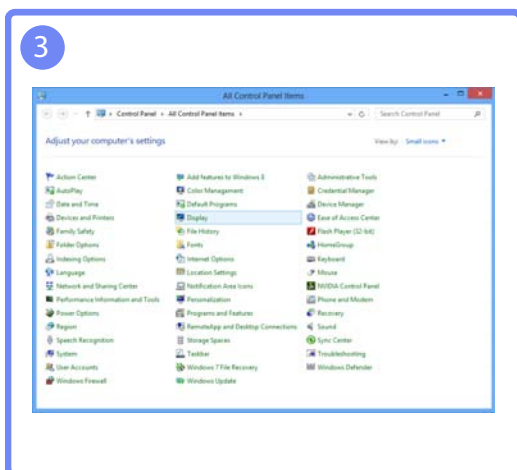 3
All Control Panel Items
Control Panel All Control Panel Items Search Control Panel
Adjust your computer's settings View by: Small icons
Action Center Add features to Windows 8 Administrative Tools
AutoPlay Color Management Credential Manager
Date and Time Default Programs Device Manager
Devices and Printers Display Ease of Access Center
Family Safety File History Flash Player (32-bit)
Folder Options Fonts HomeGroup
Indexing Options Internet Options Keyboard
Language Location Settings Mouse
Network and Sharing Center Notification Area Icons NVIDIA Control Panel
Performance Information and Tools Personalization Phone and Modem
Power Options Programs and Features Recovery
Region RemoteApp and Desktop Connections Sound
Speech Recognition Storage Spaces Sync Center
System Taskbar Troubleshooting
User Accounts Windows 7 File Recovery Windows Defender
Windows Firewall Windows Update